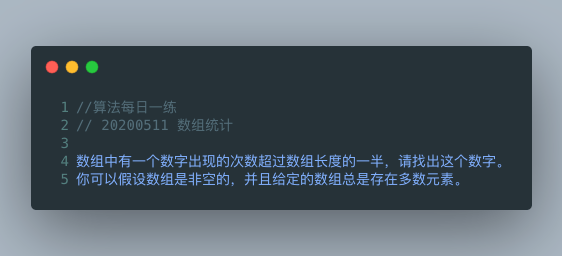 1 //算法每日一练
2 // 20200511 数组统计
3
4 数组中有一个数字出现的次数超过数组长度的一半，请找出这个数字。
5 你可以假设数组是非空的，并且给定的数组总是存在多数元素。